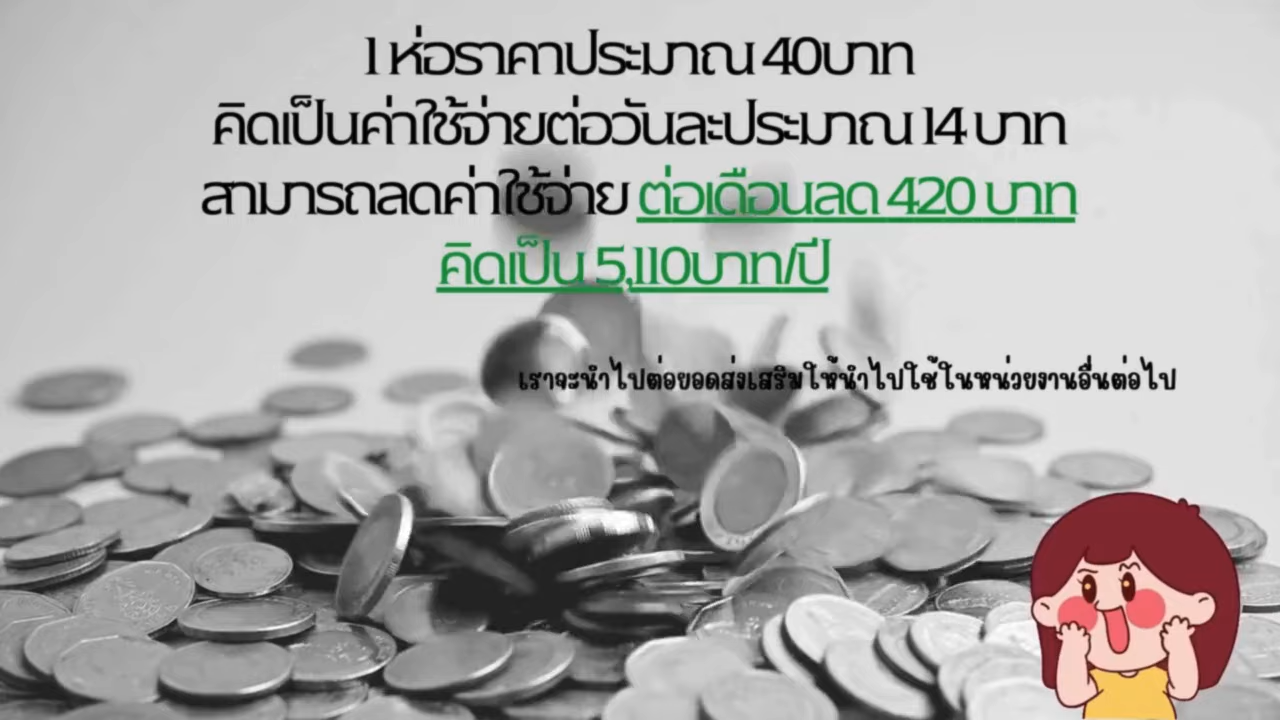 1 ห่อราคาประมาณ 40บาท
คิดเป็นค่าใช้จ่ายต่อวันละประมาณ 14 บาท
สามารถลดค่าใช้จ่าย ต่อเดือนลด 420 บาท
คิดเป็น 5,110บาท/ปี
เราจะนำไปต่อยอดส่งเสริมให้นำไปใช้ในหน่วยงานอื่นต่อไป